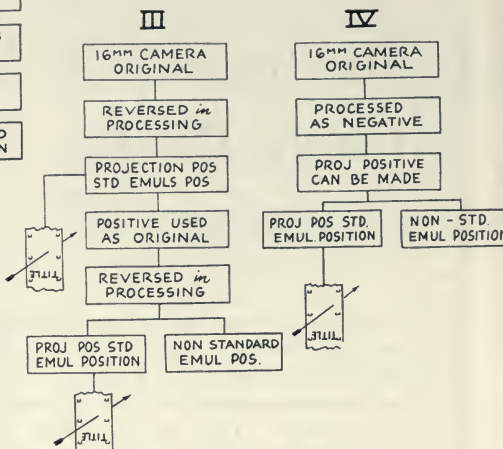 III
16MM CAMERA
ORIGINAL
REVERSED in
PROCESSING
PROJECTION POS
STD EMULS POS
TITLE
POSITIVE USED
AS ORIGINAL
REVERSED in
PROCESSING
PROJ POS STD
EMUL POSITION
NON STANDARD
EMUL POS.
TITLE
IV
16MM CAMERA
ORIGINAL
PROCESSED
AS NEGATIVE
PROJ POSITIVE
CAN BE MADE
PROJ POS STD.
EMUL. POSITION
NON - STD.
EMUL POSITION
TITLE